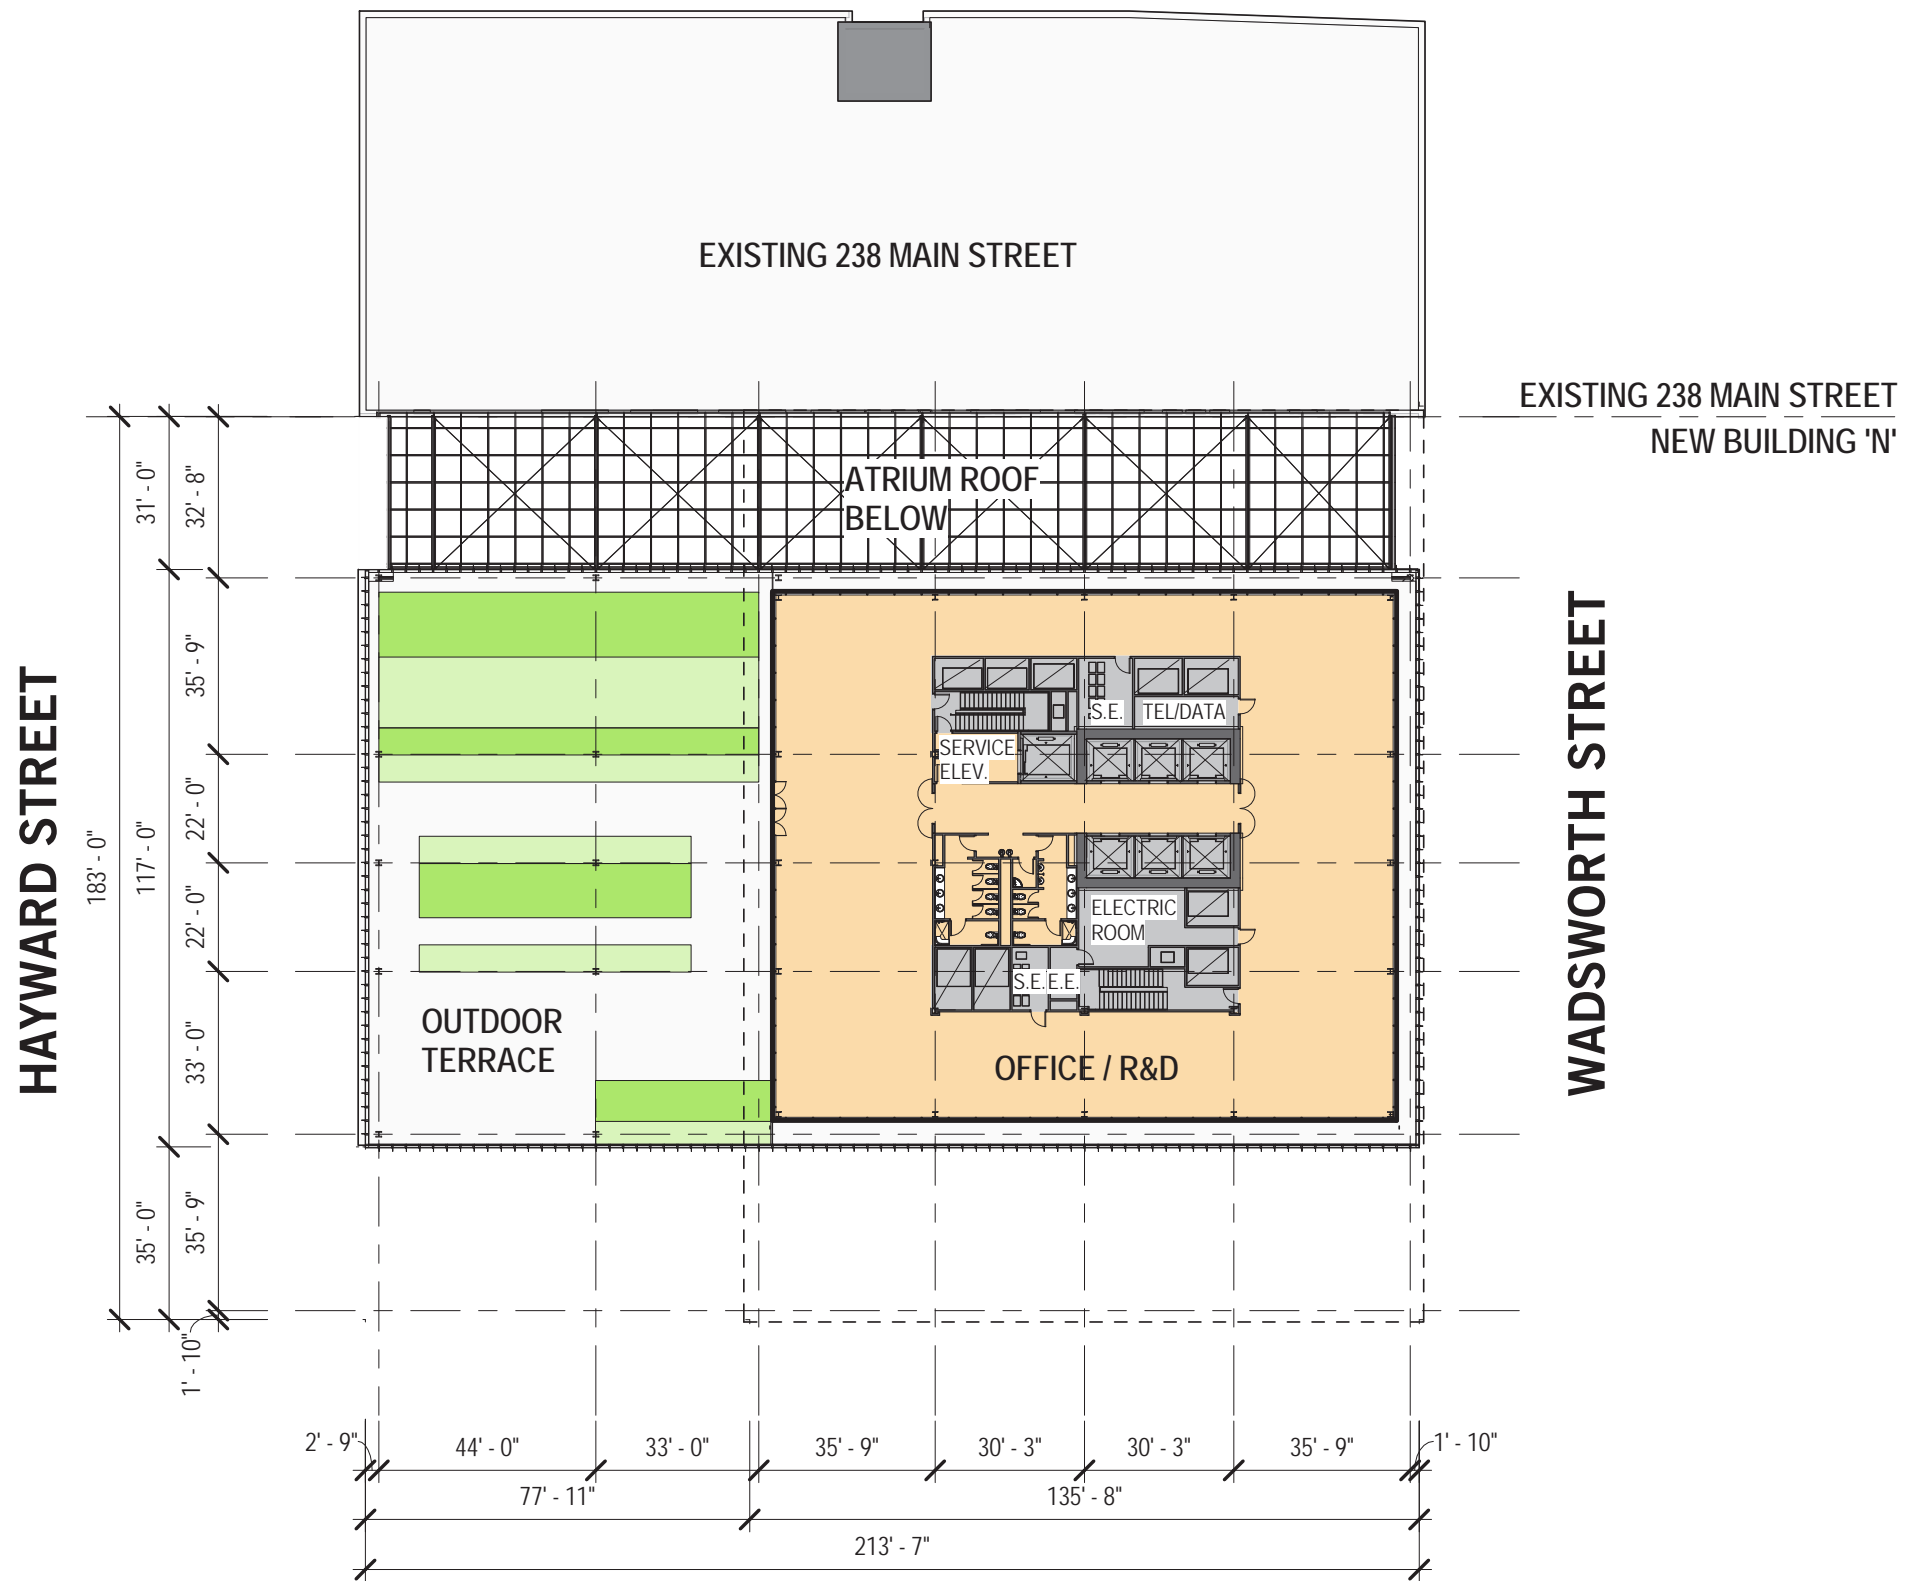 EXISTING 238 MAIN STREET
EXISTING 238 MAIN STREET
NEW BUILDING 'N'
ATRIUM ROOF
BELOW
HAYWARD STREET
WADSWORTH STREET
183' - 0"
31' - 0"
117' - 0"
35' - 0"
32' - 8"
35' - 9"
22' - 0"
22' - 0"
33' - 0"
35' - 9"
1' - 10"
S.E.
TEL/DATA
SERVICE
ELEV.
ELECTRIC
ROOM
S.E.
E.E.
OUTDOOR
TERRACE
OFFICE / R&D
2' - 9"
44' - 0"
33' - 0"
35' - 9"
30' - 3"
30' - 3"
35' - 9"
1' - 10"
77' - 11"
135' - 8"
213' - 7"